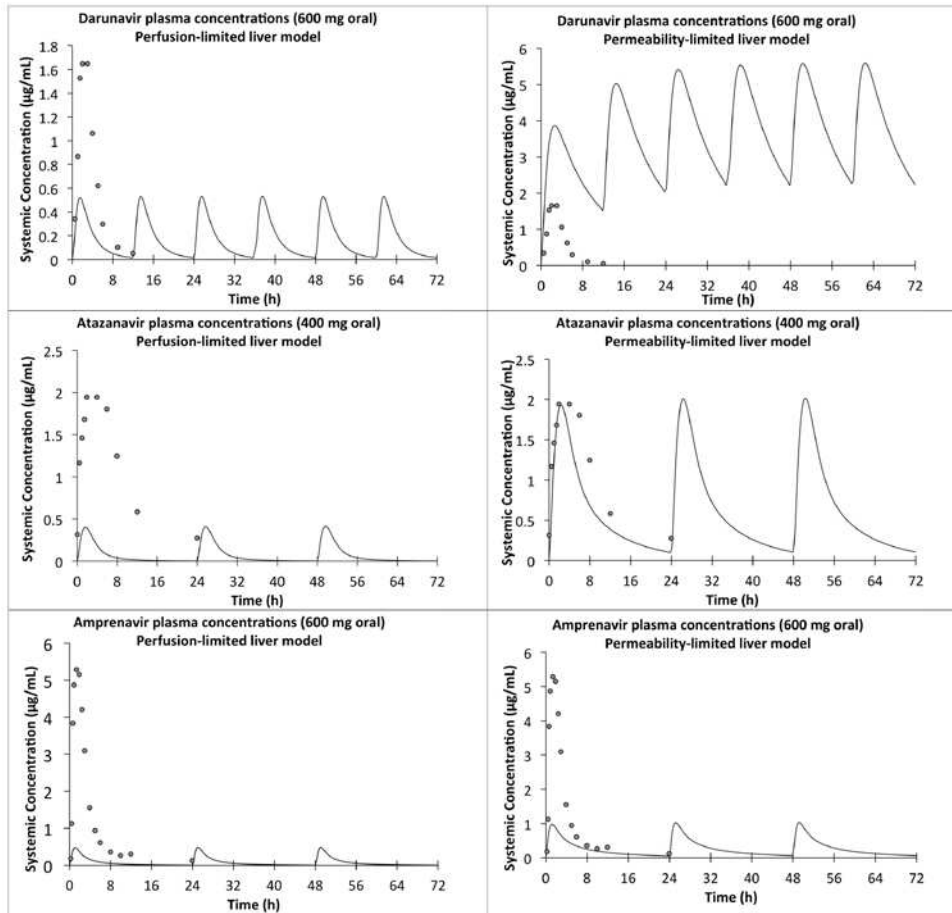 Darunavir plasma concentrations (600 mg oral)
Perfusion-limited liver model
Systemic Concentration (µg/mL)
1.8
1.6
1.4
1.2
1
0.8
0.6
0.4
0.2
0
0 8 16 24 32 40 48 56 64 72
Time (h)
Darunavir plasma concentrations (600 mg oral)
Permeability-limited liver model
Systemic Concentration (µg/mL)
6
5
4
3
2
1
0
0 8 16 24 32 40 48 56 64 72
Time (h)
Atazanavir plasma concentrations (400 mg oral)
Perfusion-limited liver model
Systemic Concentration (µg/mL)
2.5
2
1.5
1
0.5
0
0 8 16 24 32 40 48 56 64 72
Time (h)
Atazanavir plasma concentrations (400 mg oral)
Permeability-limited liver model
Systemic Concentration (µg/mL)
2.5
2
1.5
1
0.5
0
0 8 16 24 32 40 48 56 64 72
Time (h)
Amprenavir plasma concentrations (600 mg oral)
Perfusion-limited liver model
Systemic Concentration (µg/mL)
6
5
4
3
2
1
0
0 8 16 24 32 40 48 56 64 72
Time (h)
Amprenavir plasma concentrations (600 mg oral)
Permeability-limited liver model
Systemic Concentration (µg/mL)
6
5
4
3
2
1
0
0 8 16 24 32 40 48 56 64 72
Time (h)